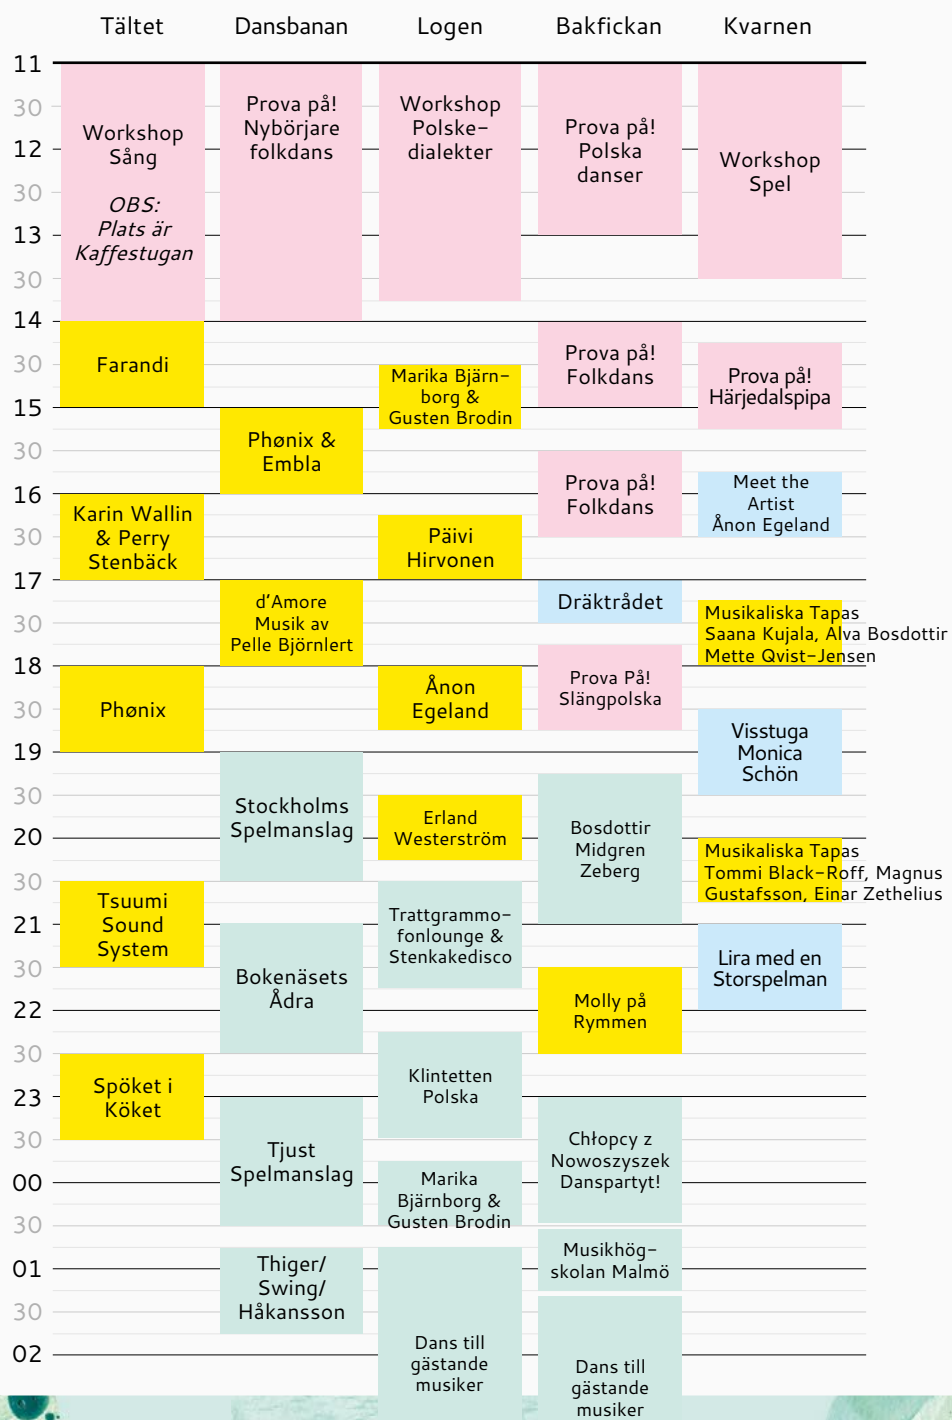 Tältet
Dansbanan
Logen
Bakfickan
Kvarnen
11
30
12
30
13
30
14
30
15
30
16
30
17
30
18
30
19
30
20
30
21
30
22
30
23
30
00
30
01
30
02
Workshop
Sång
OBS:
Plats är
Kaffestugan
Farandi
Karin Wallin
& Perry
Stenbäck
Phønix
Tsuumi
Sound
System
Spöket i
Köket
Prova på!
Nybörjare
folkdans
Phønix &
Embla
d'Amore
Musik av
Pelle Björnlert
Stockholms
Spelmanslag
Bokenäsets
Ådra
Tjust
Spelmanslag
Thiger/
Swing/
Håkansson
Workshop
Polske-
dialekter
Marika Bjärn-
borg &
Gusten Brodin
Päivi
Hirvonen
Ånon
Egeland
Erland
Westerström
Trattgrammo-
fonlounge &
Stenkakedisco
Klintetten
Polska
Marika
Bjärnborg &
Gusten Brodin
Dans till
gästande
musiker
Prova på!
Polska
danser
Prova på!
Folkdans
Prova på!
Folkdans
Dräktrådet
Prova På!
Slängpolska
Bosdottir
Midgren
Zeberg
Molly på
Rymmen
Chłopcy z
Nowoszyszek
Danspartyt!
Musikhög-
skolan Malmö
Dans till
gästande
musiker
Workshop
Spel
Prova på!
Härjedalspipa
Meet the
Artist
Ånon Egeland
Musikaliska Tapas
Saana Kujala, Alva Bosdottir
Mette Qvist-Jensen
Visstuga
Monica
Schön
Musikaliska Tapas
Tommi Black-Roff, Magnus
Gustafsson, Einar Zethelius
Lira med en
Storspelman